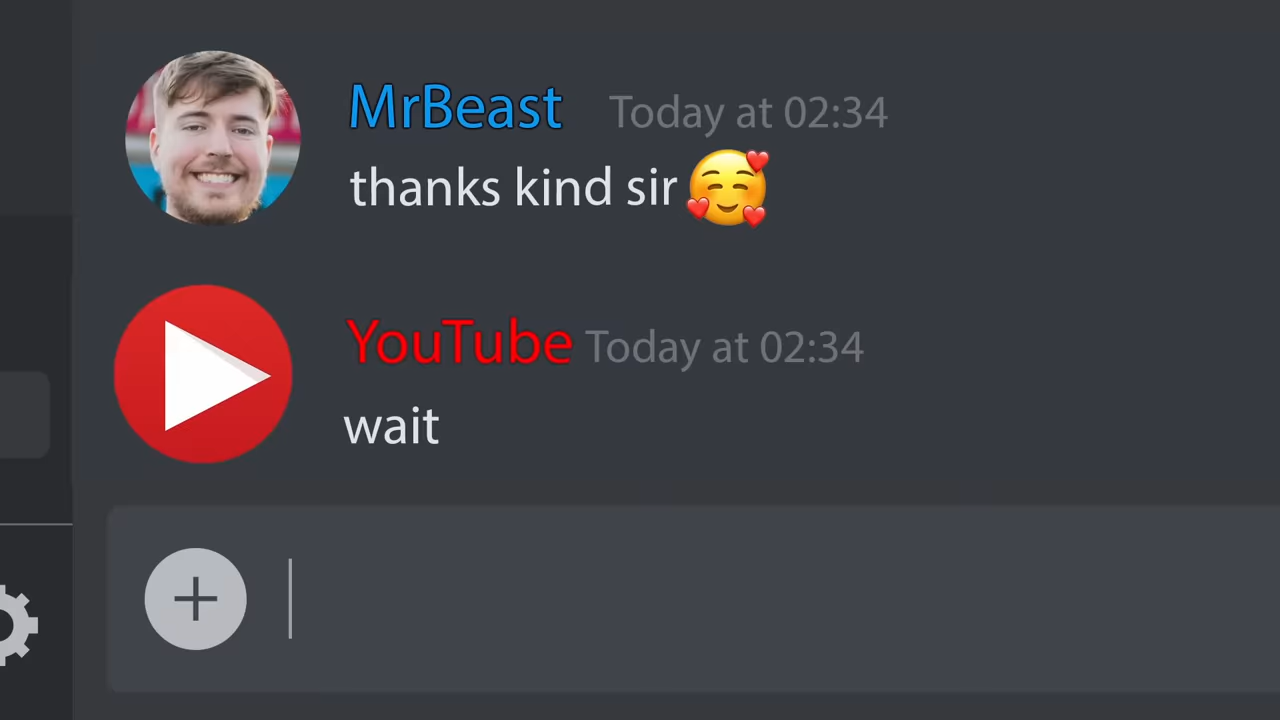 MrBeast Today at 02:34
thanks kind sir 🥰
YouTube Today at 02:34
wait